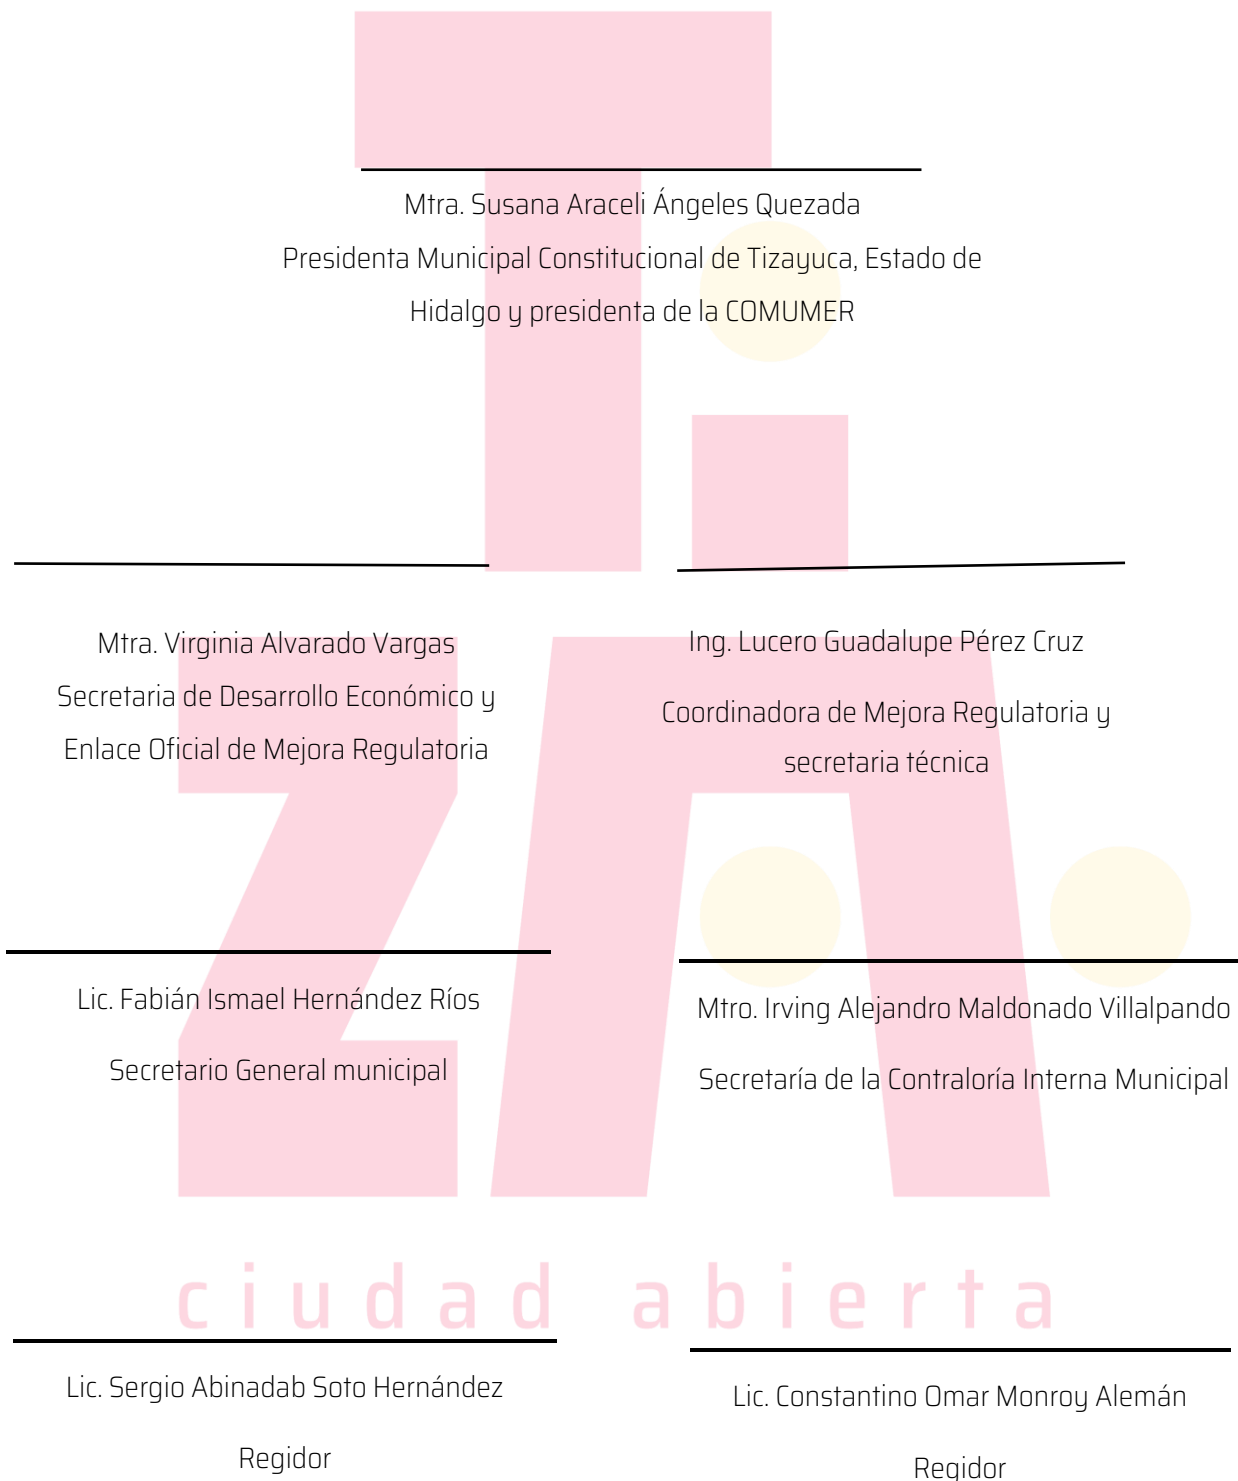 Mtra. Susana Araceli Ángeles Quezada
Presidenta Municipal Constitucional de Tizayuca, Estado de
Hidalgo y presidenta de la COMUMER
Mtra. Virginia Alvarado Vargas
Secretaria de Desarrollo Económico y
Enlace Oficial de Mejora Regulatoria
Ing. Lucero Guadalupe Pérez Cruz
Coordinadora de Mejora Regulatoria y
secretaria técnica
Lic. Fabián Ismael Hernández Ríos
Secretario General municipal
Mtro. Irving Alejandro Maldonado Villalpando
Secretaría de la Contraloría Interna Municipal
Ti
ZA
ciudad abierta
Lic. Sergio Abinadab Soto Hernández
Regidor
Lic. Constantino Omar Monroy Alemán
Regidor